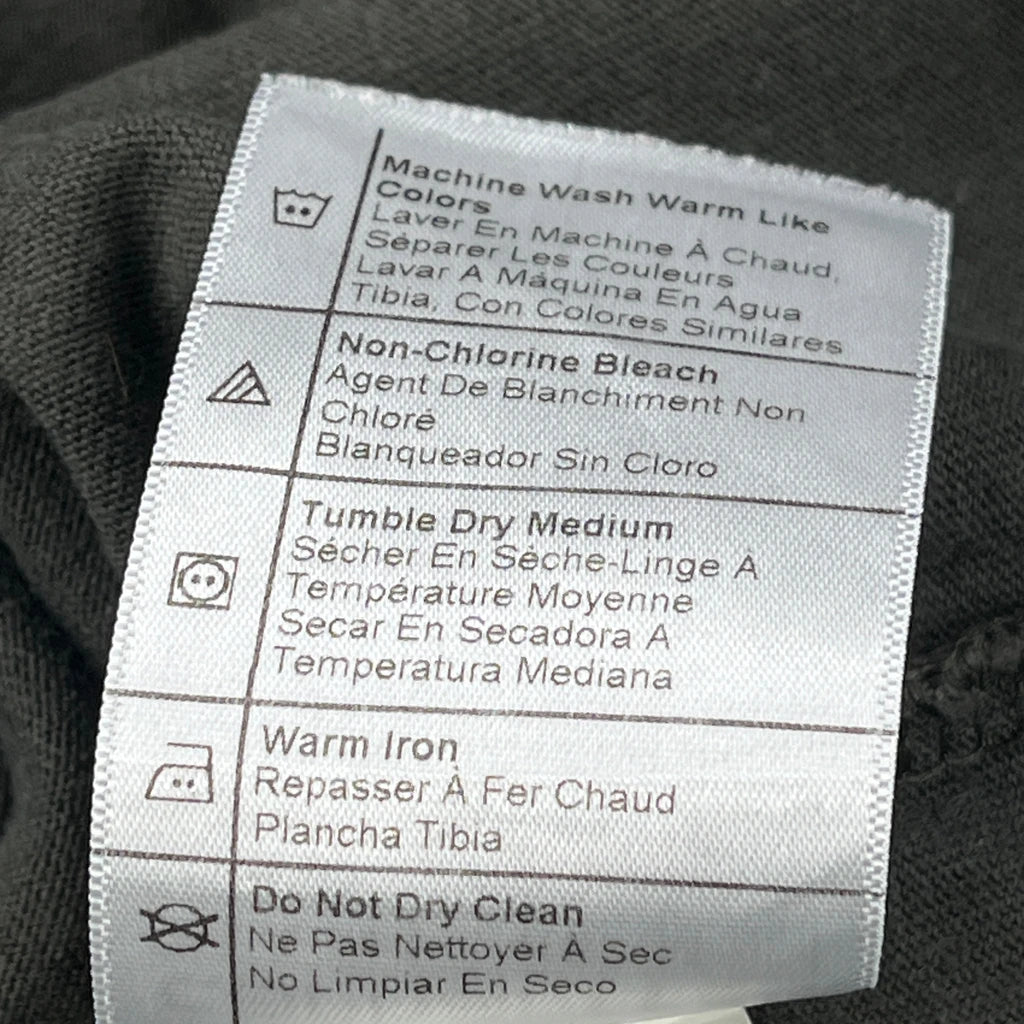 Machine Wash Warm Like
Colors
Laver En Machine À Chaud,
Séparer Les Couleurs
Lavar A Máquina En Agua
Tibia, Con Colores Similares
Non-Chlorine Bleach
Agent De Blanchiment Non
Chloré
Blanqueador Sin Cloro
Tumble Dry Medium
Sécher En Sèche-Linge A
Température Moyenne
Secar En Secadora A
Temperatura Mediana
Warm Iron
Repasser À Fer Chaud
Plancha Tibia
Do Not Dry Clean
Ne Pas Nettoyer À Sec
No Limpiar En Seco